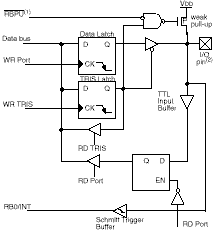 Vbb
RBPU(1)
weak
pull-up
Data bus
Data Latch
D Q
WR Port
CK
I/O
pin(2)
TRIS Latch
D Q
WR TRIS
CK
TTL
Input
Buffer
RD TRIS
Q D
RD Port
EN
RB0/INT
Schmitt Trigger
Buffer
RD Port